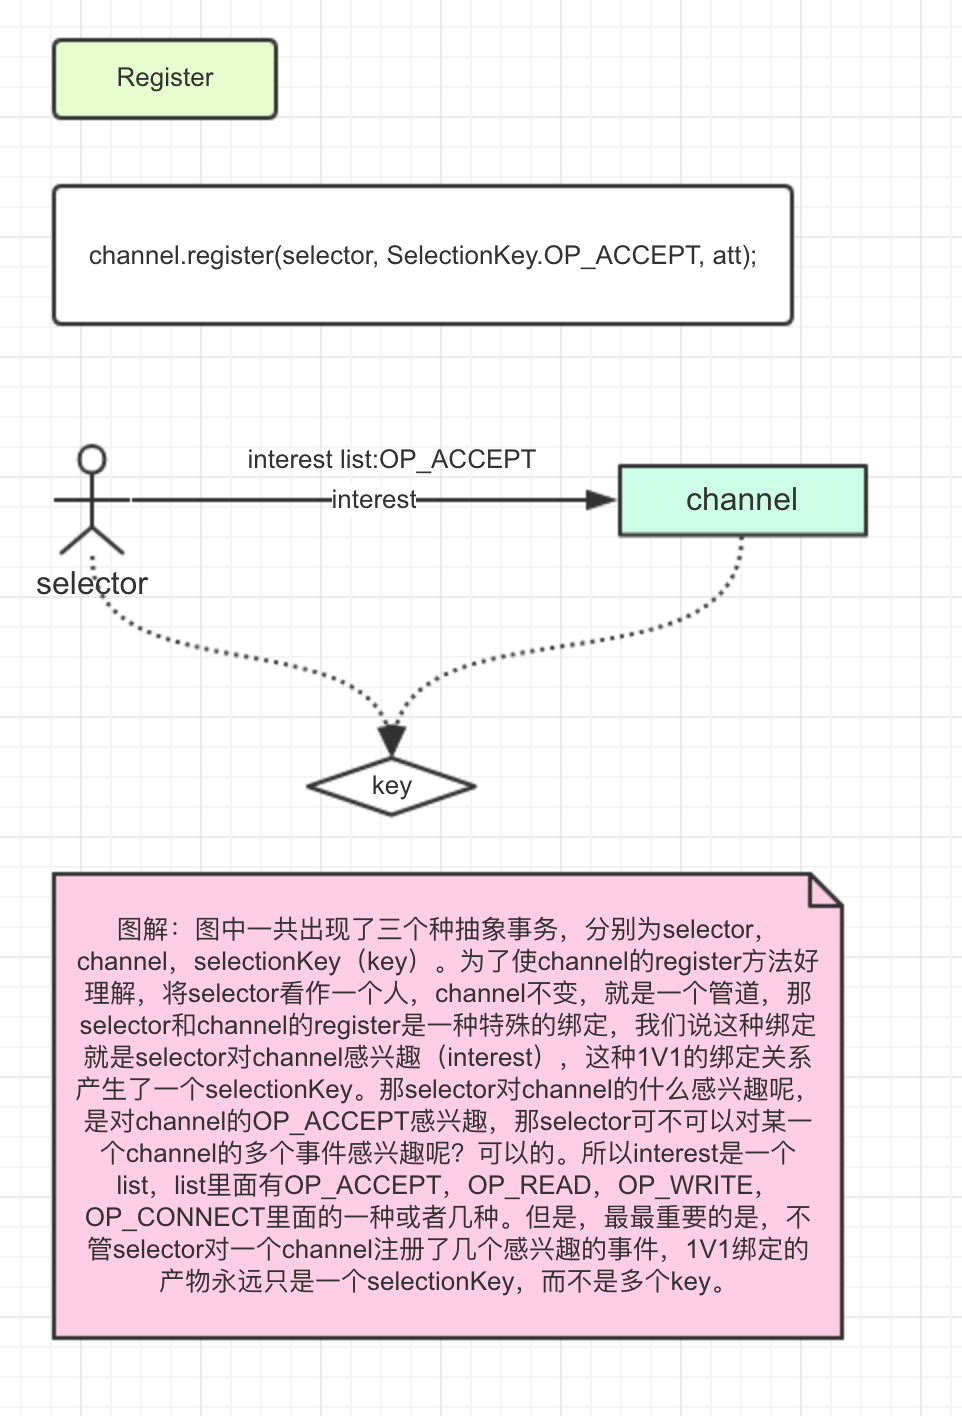 Register
channel.register(selector, SelectionKey.OP_ACCEPT, att);
interest list:OP_ACCEPT
interest
channel
selector
key
图解：图中一共出现了三个种抽象事务，分别为selector，
channel，selectionKey（key）。为了使channel的register方法好
理解，将selector看作一个人，channel不变，就是一个管道，那
selector和channel的register是一种特殊的绑定，我们说这种绑定
就是selector对channel感兴趣（interest），这种1V1的绑定关系
产生了一个selectionKey。那selector对channel的什么感兴趣呢，
是对channel的OP_ACCEPT感兴趣，那selector可不可以对某一
个channel的多个事件感兴趣呢？可以的。所以interest是一个
list，list里面有OP_ACCEPT，OP_READ，OP_WRITE，
OP_CONNECT里面的一种或者几种。但是，最最重要的是，不
管selector对一个channel注册了几个感兴趣的事件，1V1绑定的
产物永远只是一个selectionKey，而不是多个key。